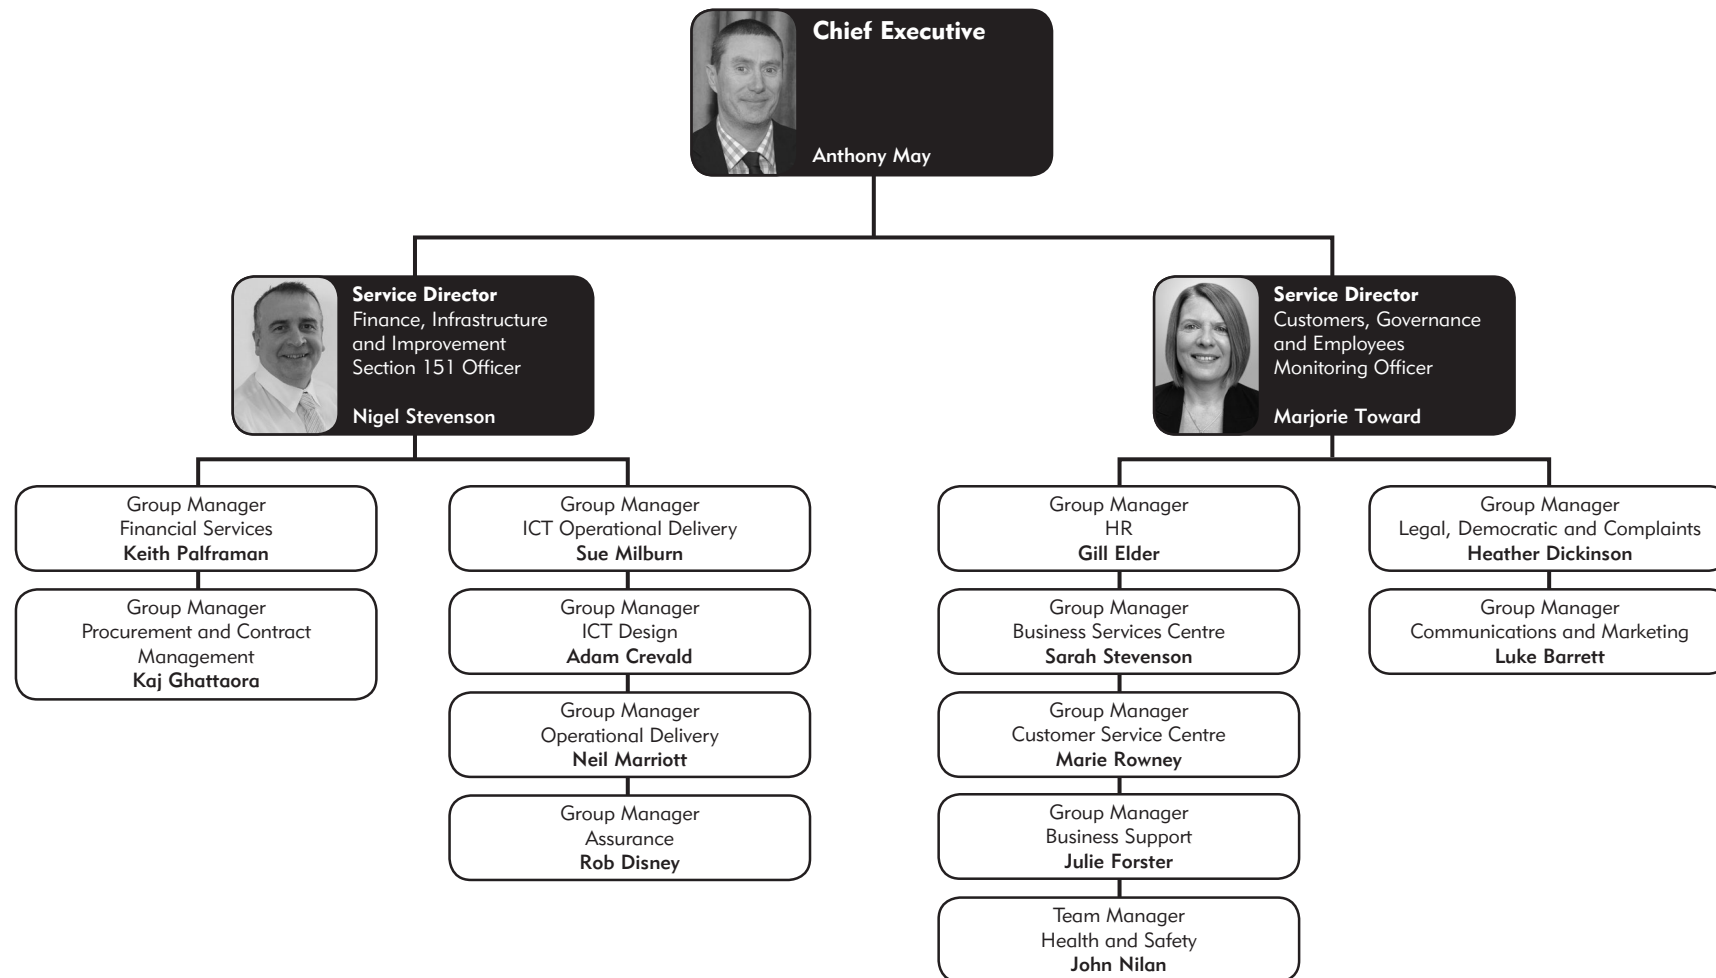 Chief Executive
Anthony May
Service Director
Finance, Infrastructure
and Improvement
Section 151 Officer
Nigel Stevenson
Service Director
Customers, Governance
and Employees
Monitoring Officer
Marjorie Toward
Group Manager
Financial Services
Keith Palframan
Group Manager
Procurement and Contract
Management
Kaj Ghattaora
Group Manager
ICT Operational Delivery
Sue Milburn
Group Manager
ICT Design
Adam Crevald
Group Manager
Operational Delivery
Neil Marriott
Group Manager
Assurance
Rob Disney
Group Manager
HR
Gill Elder
Group Manager
Business Services Centre
Sarah Stevenson
Group Manager
Customer Service Centre
Marie Rowney
Group Manager
Business Support
Julie Forster
Team Manager
Health and Safety
John Nilan
Group Manager
Legal, Democratic and Complaints
Heather Dickinson
Group Manager
Communications and Marketing
Luke Barrett